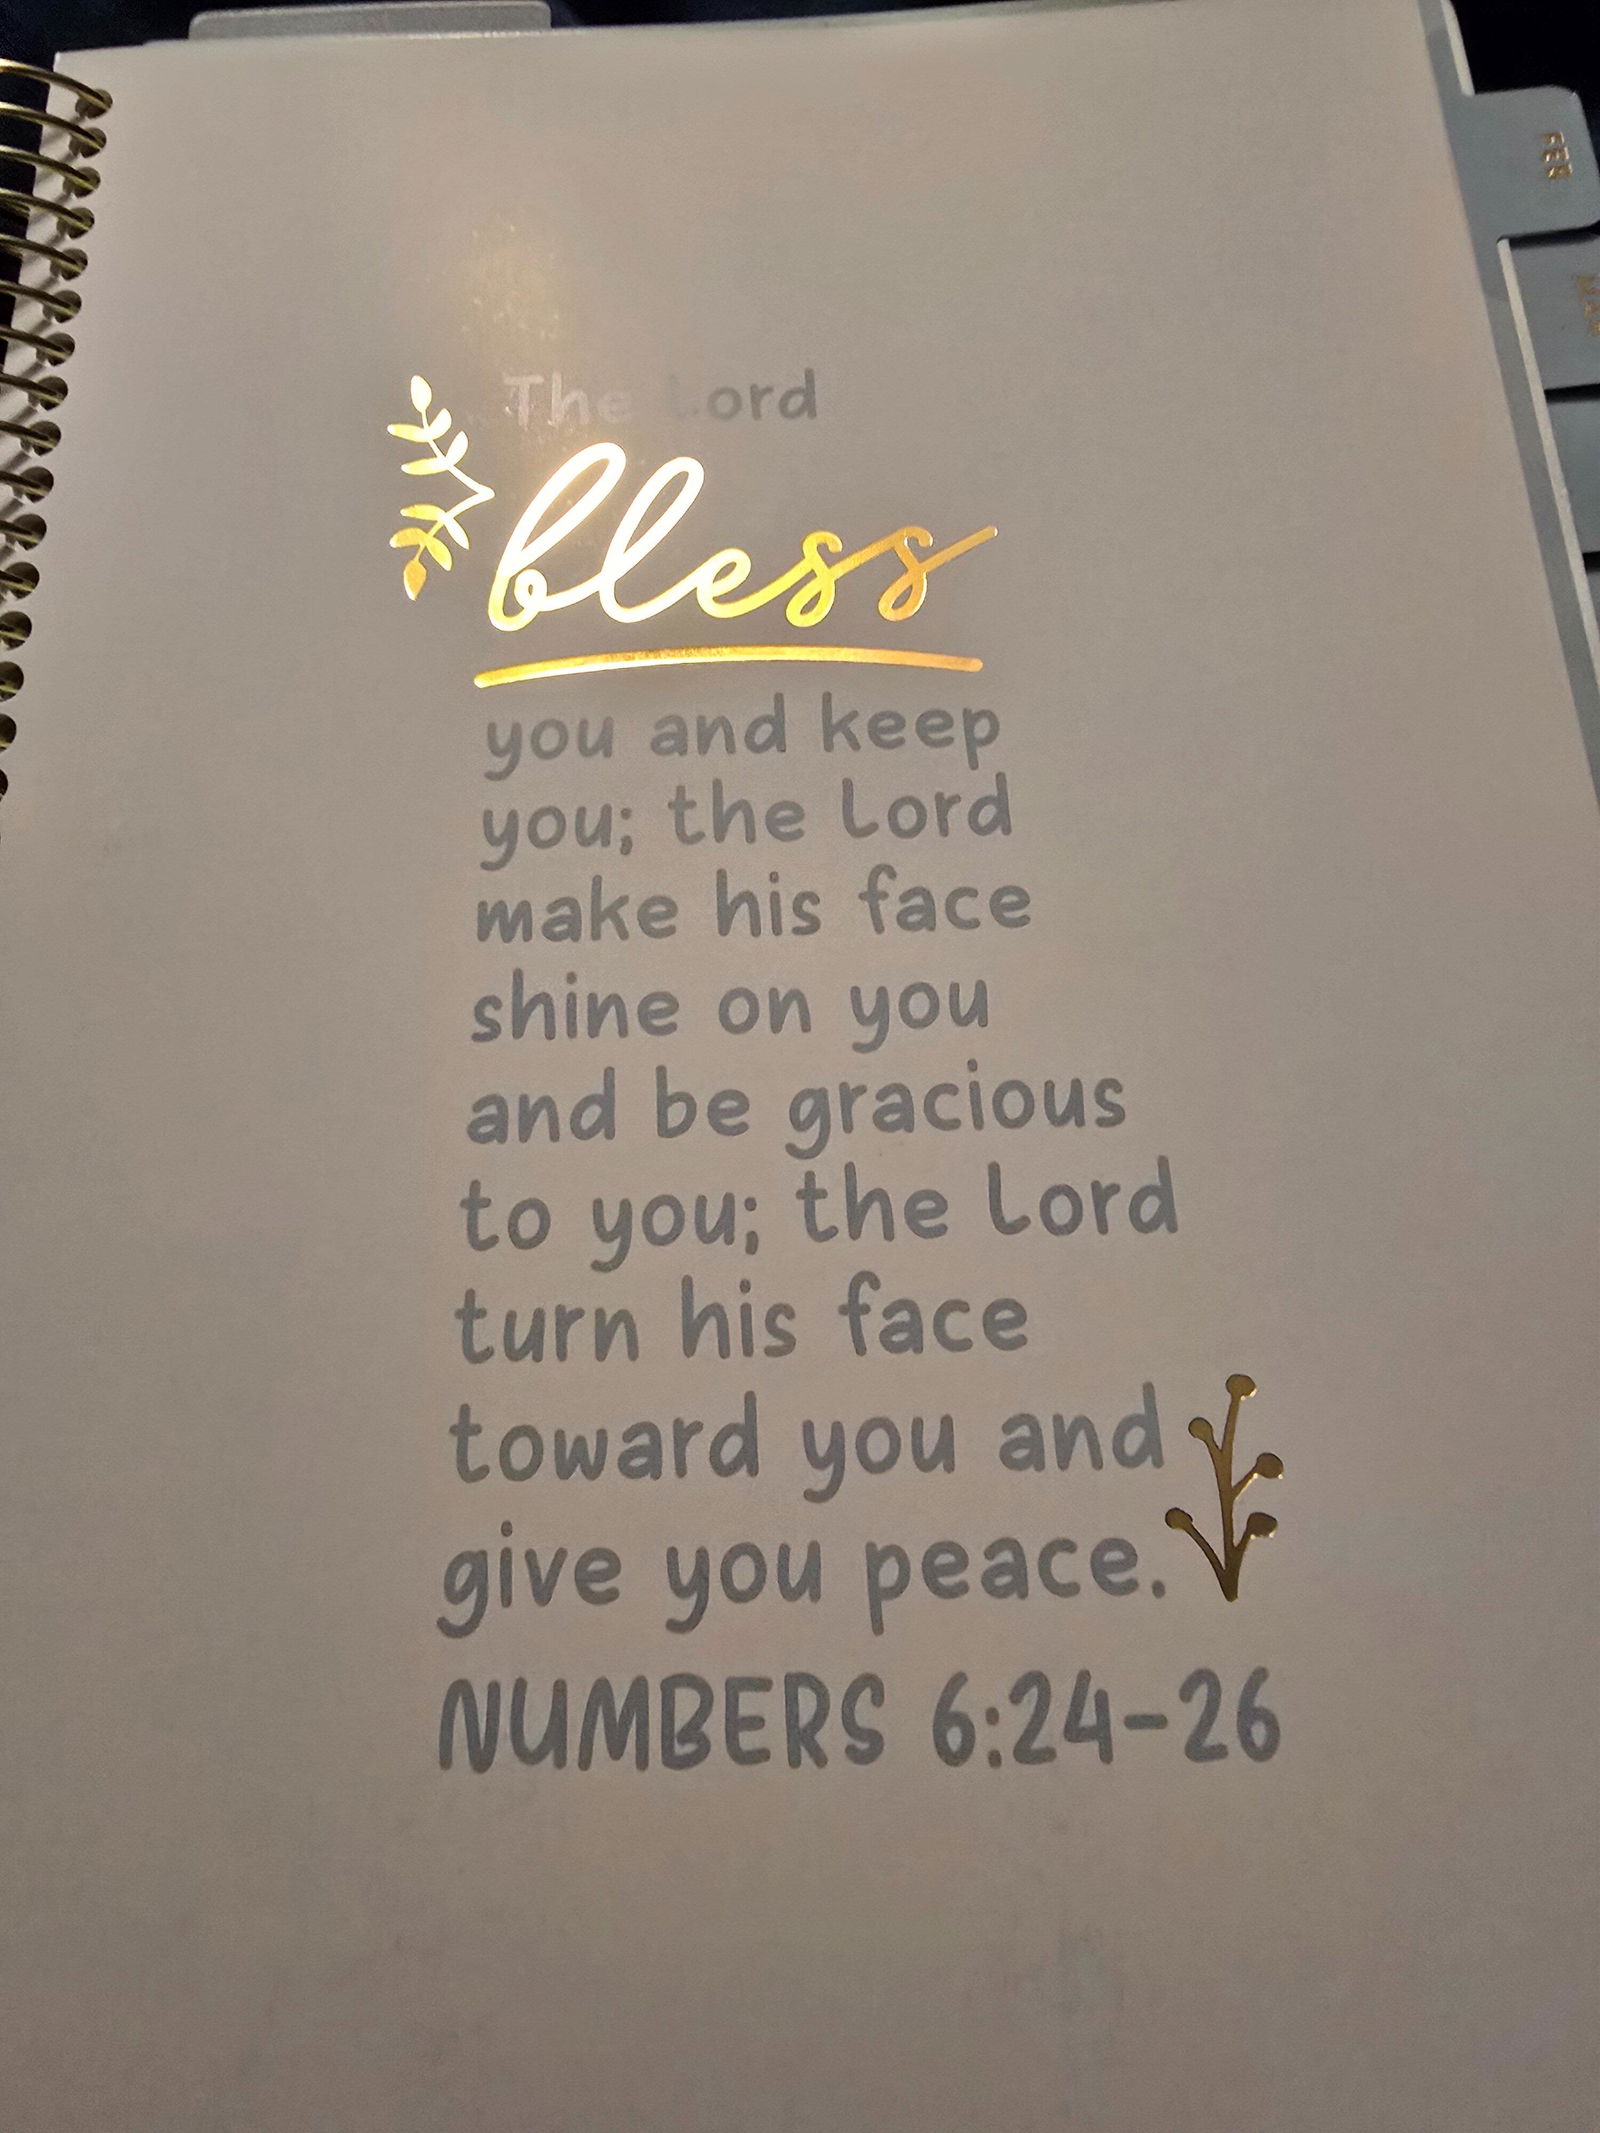 The Lord
bless
you and keep
you; the Lord
make his face
shine on you
and be gracious
to you; the Lord
turn his face
toward you and
give you peace.
NUMBERS 6:24-26
FEB